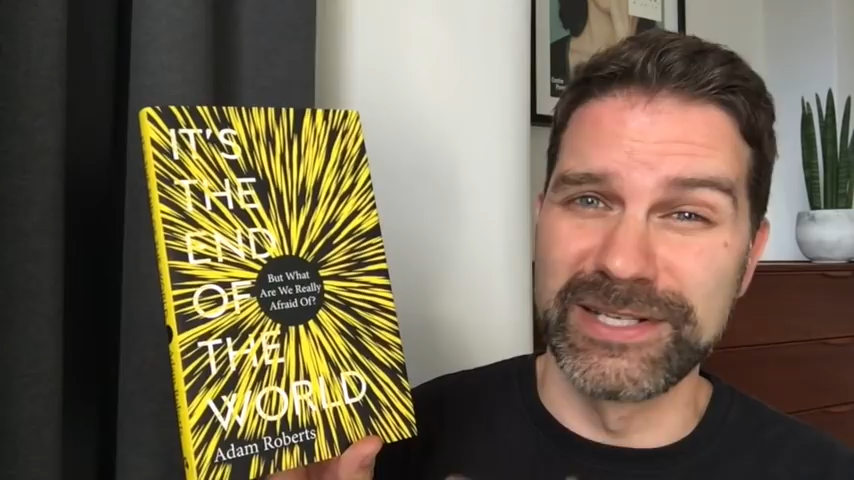 IT'S
THE
END
OF
THE
WORLD
But What
Are We Really
Afraid Of?
Adam Roberts